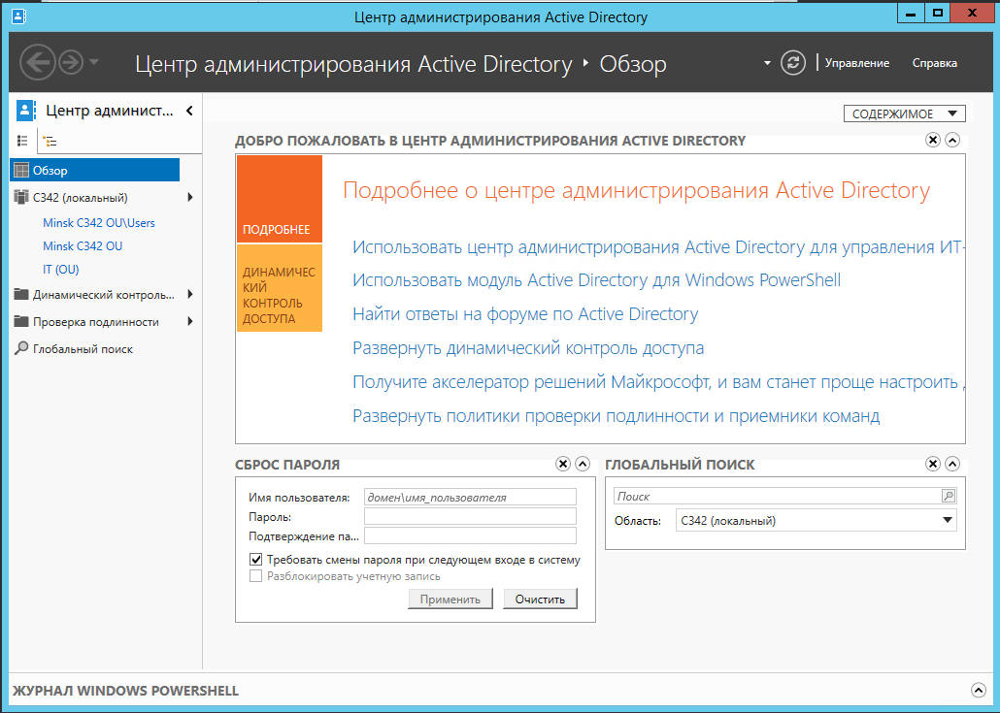 Центр администрирования Active Directory
Центр администрирования Active Directory • Обзор
Управление
Справка
Центр админист...
СОДЕРЖИМОЕ
Обзор
C342 (локальный)
Minsk C342 OU\Users
Minsk C342 OU
IT (OU)
Динамический контроль...
Проверка подлинности
Глобальный поиск
ДОБРО ПОЖАЛОВАТЬ В ЦЕНТР АДМИНИСТРИРОВАНИЯ ACTIVE DIRECTORY
ПОДРОБНЕЕ
ДИНАМИЧЕС
КИЙ
КОНТРОЛЬ
ДОСТУПА
Подробнее о центре администрирования Active Directory
Использовать центр администрирования Active Directory для управления ИТ-
Использовать модуль Active Directory для Windows PowerShell
Найти ответы на форуме по Active Directory
Развернуть динамический контроль доступа
Получите акселератор решений Майкрософт, и вам станет проще настроить
Развернуть политики проверки подлинности и приемники команд
СБРОС ПАРОЛЯ
Имя пользователя:
домен\имя_пользователя
Пароль:
Подтверждение па...
Требовать смены пароля при следующем входе в систему
Разблокировать учетную запись
Применить
Очистить
ГЛОБАЛЬНЫЙ ПОИСК
Поиск
Область:
C342 (локальный)
ЖУРНАЛ WINDOWS POWERSHELL